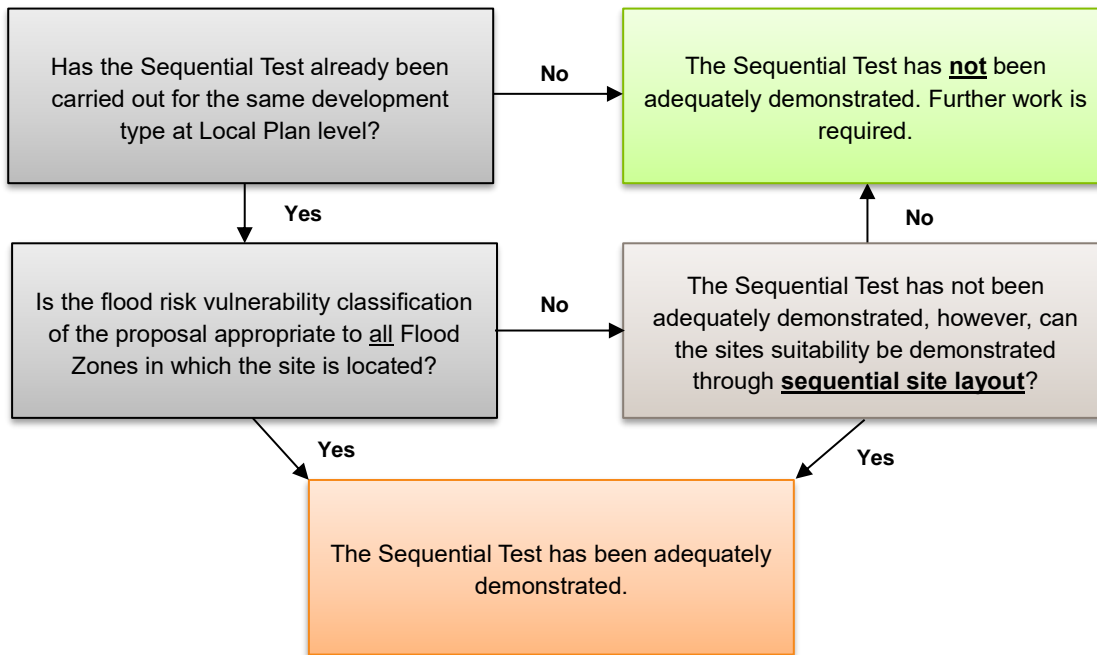 Has the Sequential Test already been
carried out for the same development
type at Local Plan level?
No
The Sequential Test has not been
adequately demonstrated. Further work is
required.
Yes
No
Is the flood risk vulnerability classification
of the proposal appropriate to all Flood
Zones in which the site is located?
No
The Sequential Test has not been
adequately demonstrated, however, can
the sites suitability be demonstrated
through sequential site layout?
Yes
Yes
The Sequential Test has been adequately
demonstrated.